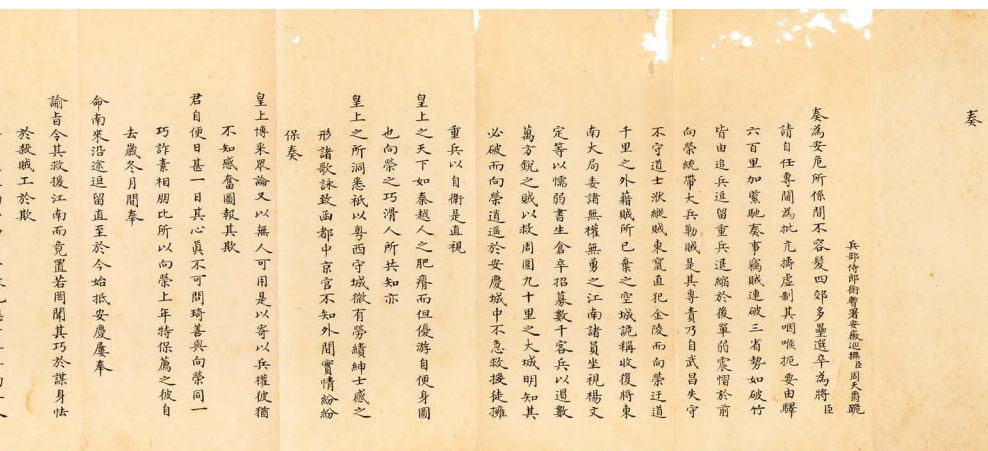 奏
兵部侍郎銜暫署安徽巡撫臣周天爵跪
奏為安危所係間不容髮四郊多壘選卒為將臣
請自任專閫為批亢擣虛制其咽喉扼要由驛
六百里加緊馳奏事竊賊連破三省勢如破竹
皆由追兵逗留重兵退縮於後單弱震慴於前
向榮統帶大兵勦賊是其專責乃自武昌失守
不守道士洑縱賊東竄直犯金陵而向榮迂道
千里之外藉賊所已棄之空城詭稱收復將東
南大局委諸無權無勇之江南諸員坐視楊文
定等以懦弱書生倉卒招募數千客兵以遏數
萬方銳之賊以救周圍九十里之大城明知其
必破而向榮逍遙於安慶城中不急救援徒擁
重兵以自衛是直視
皇上之天下如秦越人之肥瘠而但優游自便身圖
也向榮之巧滑人所共知亦
皇上之所洞悉祇以粵西守城微有勞績紳士感之
形諸歌詠致函都中京官不知外間實情紛紛
保奏
皇上博采眾論又以無人可用是以寄以兵權彼猶
不知感奮圖報其欺
君自便日甚一日其心真不可問琦善與向榮同一
巧詐素相朋比所以向榮上年特保薦之彼自
去歲冬月間奉
命南來沿途逗留直至於今始抵安慶屢奉
諭旨令其救援江南而竟置若罔聞其巧於謀身怯
於救賊工於欺